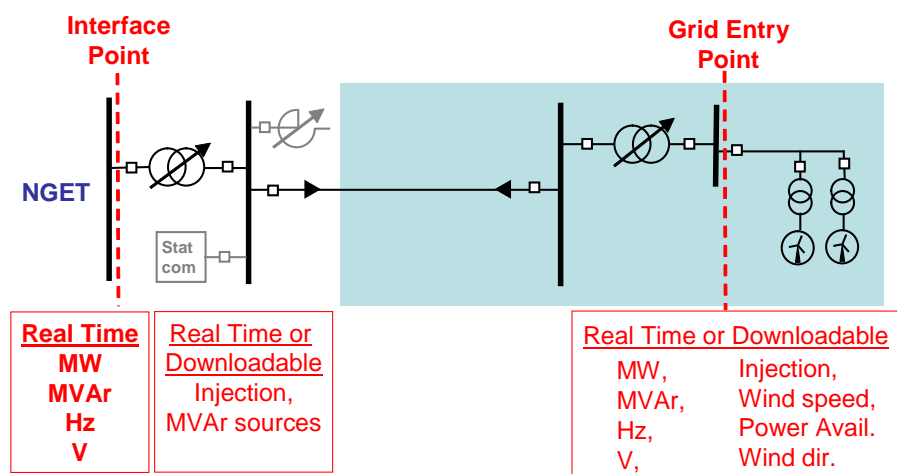 Interface
Point
Grid Entry
Point
NGET
Stat
com
Real Time
MW
MVAr
Hz
V
Real Time or
Downloadable
Injection,
MVAr sources
Real Time or Downloadable
MW, Injection,
MVAr, Wind speed,
Hz, Power Avail.
V, Wind dir.